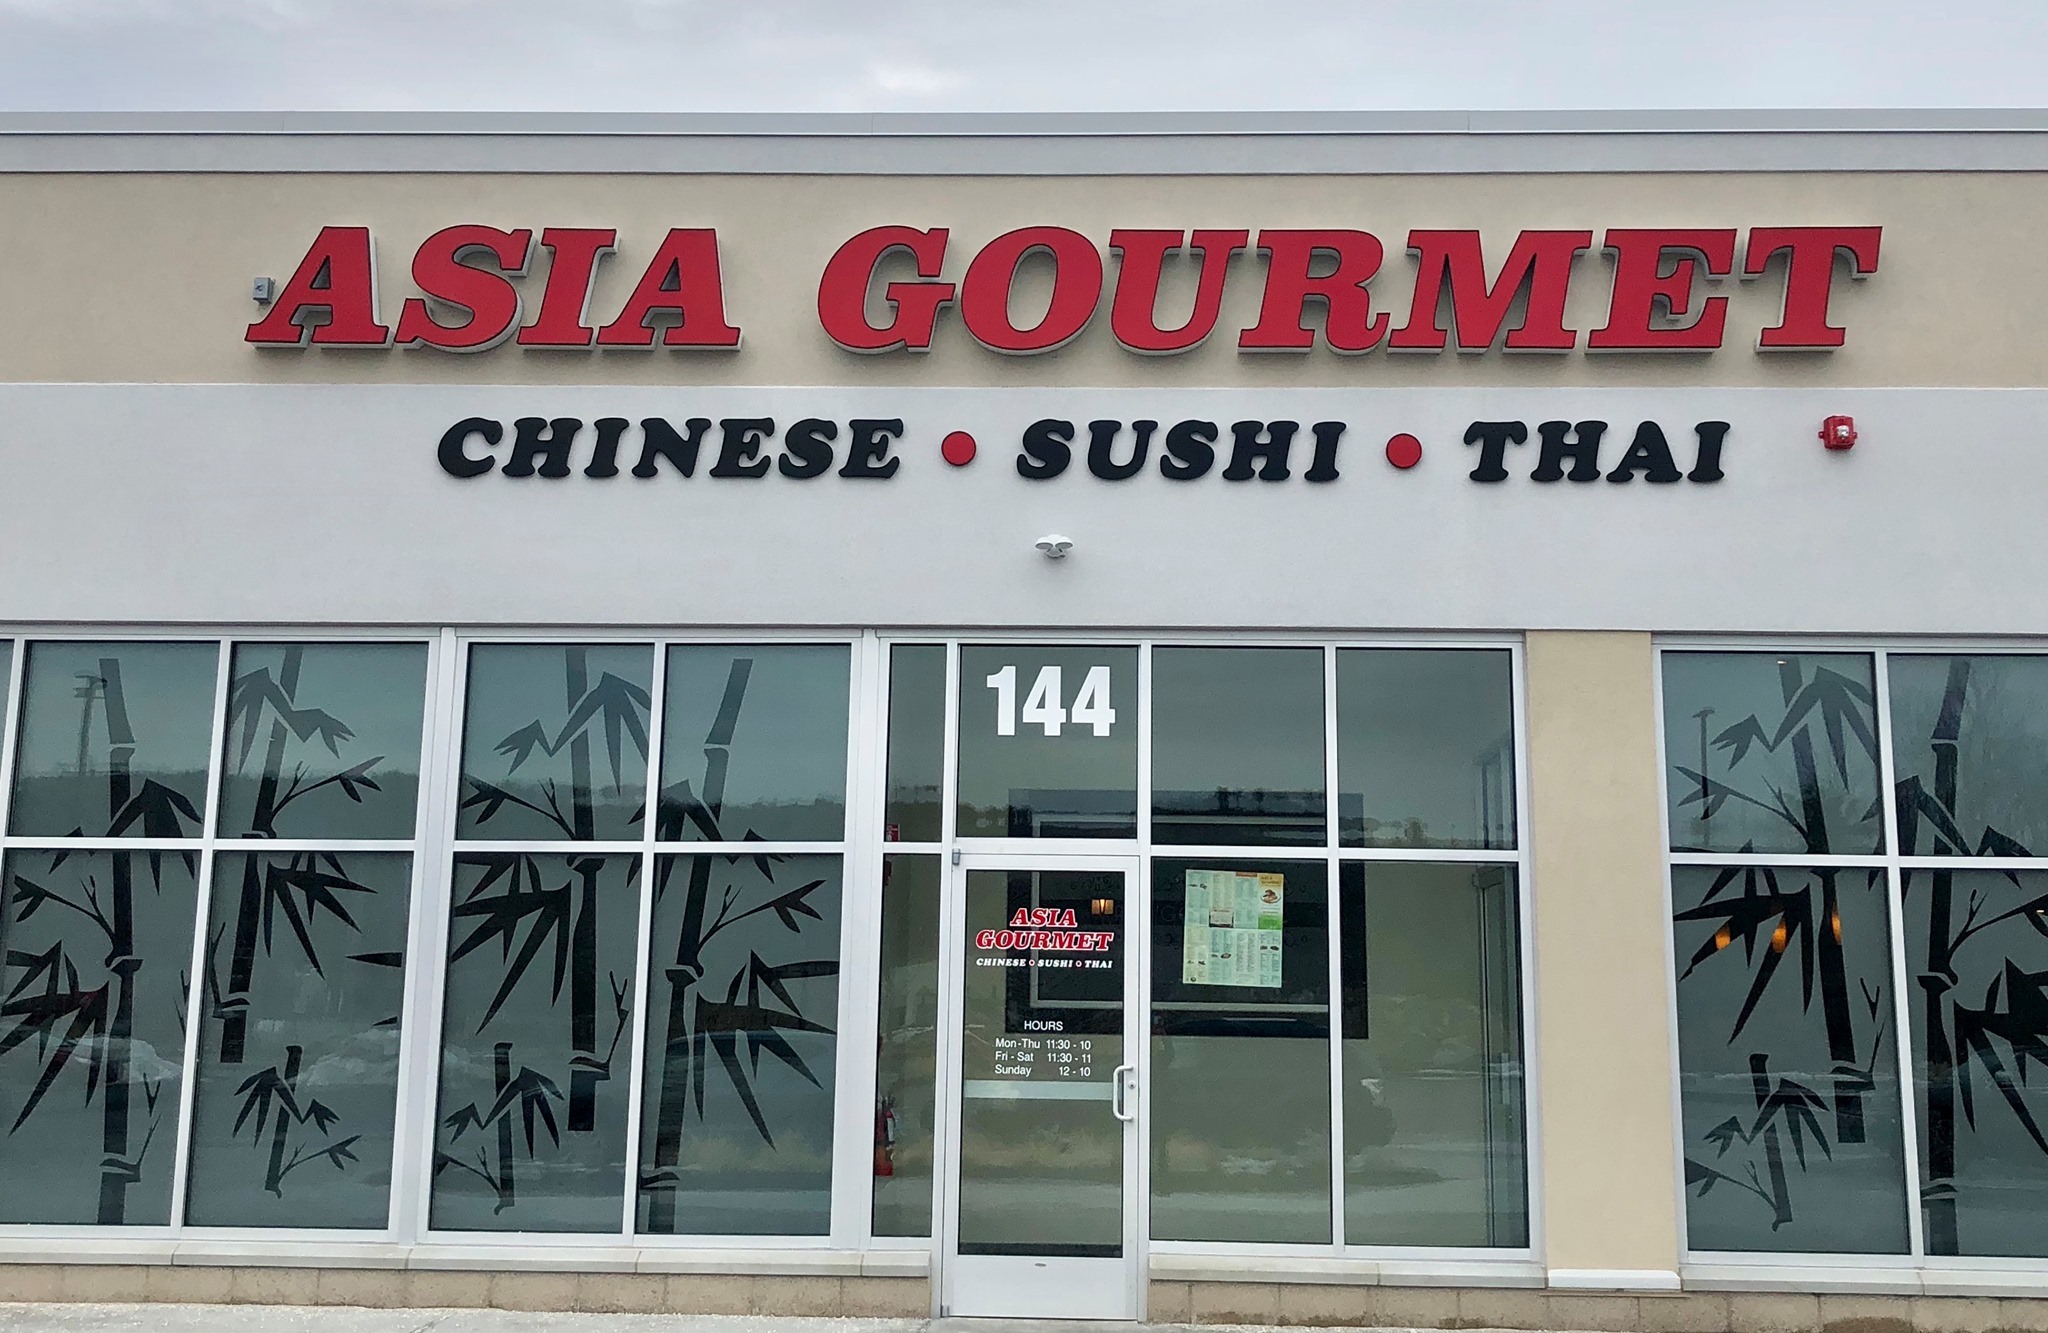 ASIA GOURMET
CHINESE • SUSHI • THAI
144
ASIA
GOURMET
CHINESE • SUSHI • THAI
HOURS
Mon-Thu 11:30 - 10
Fri - Sat 11:30 - 11
Sunday 12 - 10